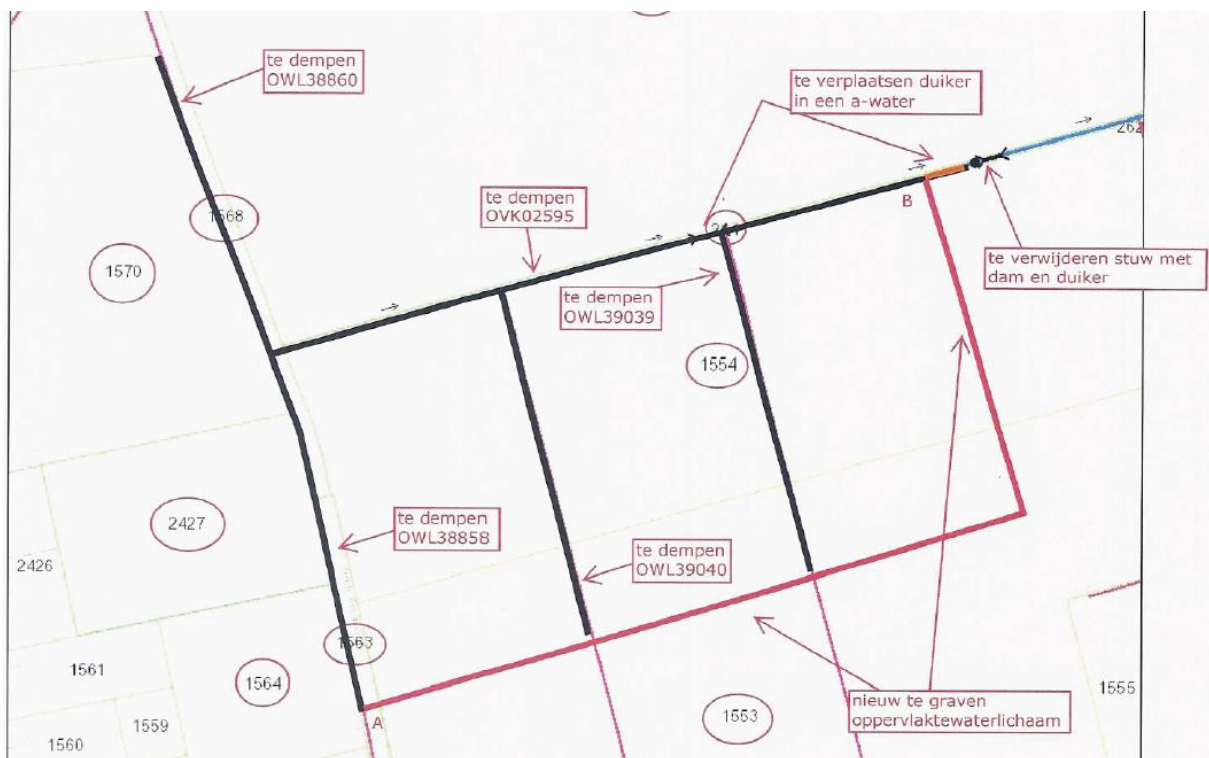 te dempen
OWL38860
te verplaatsen duiker
in een a-water
262
te dempen
OVK02595
1568
B
1570
te verwijderen stuw met
dam en duiker
te dempen
OWL39039
1554
2427
te dempen
OWL38858
2426
te dempen
OWL39040
1563
1561
1564
1555
nieuw te graven
oppervlaktewaterlichaam
A
1553
1559
1560